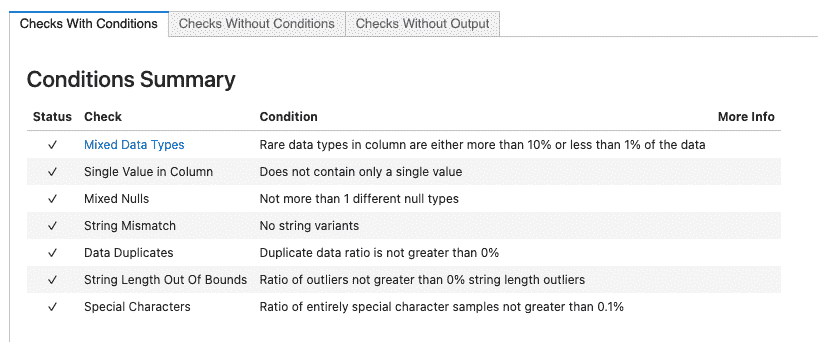 Checks With Conditions Checks Without Conditions Checks Without Output
Conditions Summary
Status Check Condition More Info
✓ Mixed Data Types Rare data types in column are either more than 10% or less than 1% of the data
✓ Single Value in Column Does not contain only a single value
✓ Mixed Nulls Not more than 1 different null types
✓ String Mismatch No string variants
✓ Data Duplicates Duplicate data ratio is not greater than 0%
✓ String Length Out Of Bounds Ratio of outliers not greater than 0% string length outliers
✓ Special Characters Ratio of entirely special character samples not greater than 0.1%